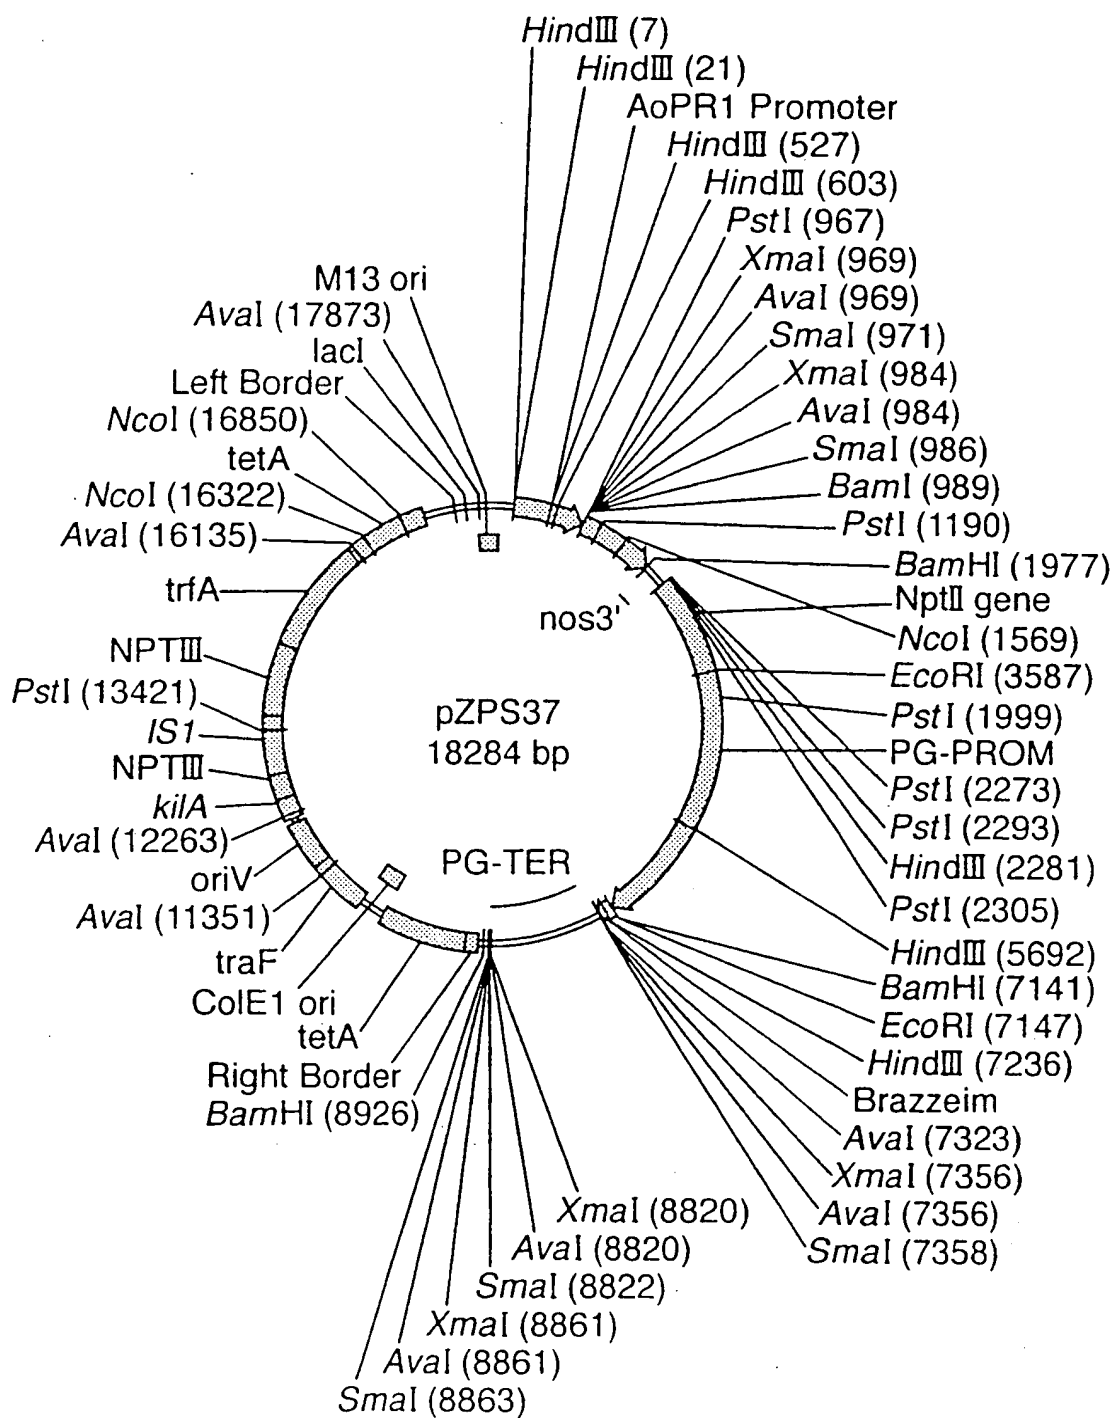 HindⅢ (7)
HindⅢ (21)
AoPR1 Promoter
HindⅢ (527)
HindⅢ (603)
PstI (967)
XmaI (969)
AvaI (969)
SmaI (971)
XmaI (984)
AvaI (984)
SmaI (986)
BamI (989)
PstI (1190)
BamHI (1977)
NptⅡ gene
NcoI (1569)
EcoRI (3587)
PstI (1999)
PG-PROM
PstI (2273)
PstI (2293)
HindⅢ (2281)
PstI (2305)
HindⅢ (5692)
BamHI (7141)
EcoRI (7147)
HindⅢ (7236)
Brazzeim
AvaI (7323)
XmaI (7356)
AvaI (7356)
SmaI (7358)
XmaI (8820)
AvaI (8820)
SmaI (8822)
XmaI (8861)
AvaI (8861)
SmaI (8863)
BamHI (8926)
Right Border
tetA
ColE1 ori
traF
AvaI (11351)
oriV
AvaI (12263)
kilA
NPTⅢ
IS1
PstI (13421)
NPTⅢ
trfA
AvaI (16135)
NcoI (16322)
tetA
NcoI (16850)
Left Border
lacI
AvaI (17873)
M13 ori
nos3'
pZPS37
18284 bp
PG-TER